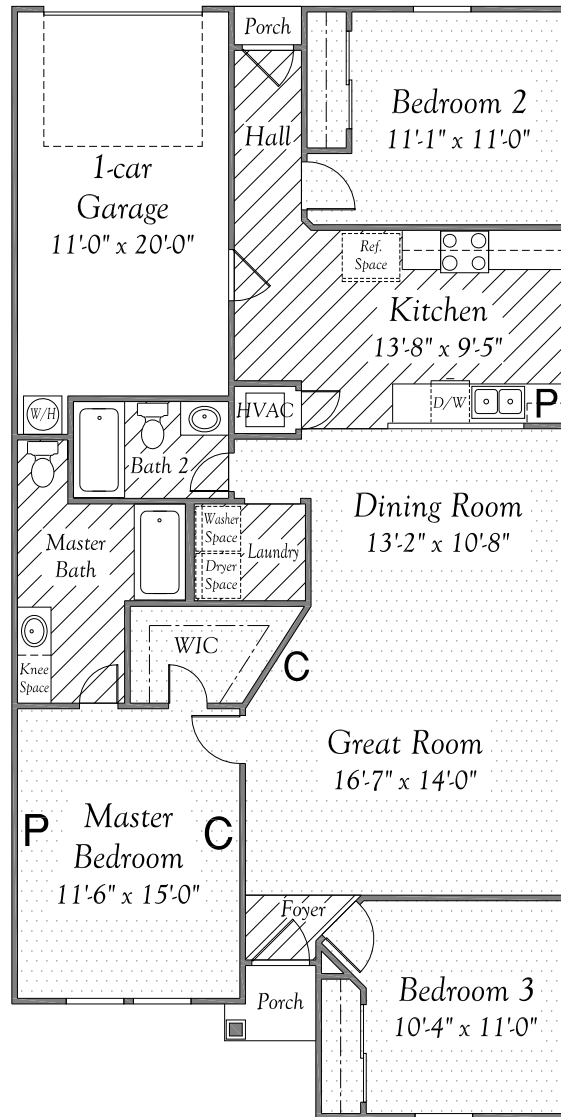 Porch
Bedroom 2
11'-1" x 11'-0"
Hall
1-car
Garage
11'-0" x 20'-0"
Ref.
Space
Kitchen
13'-8" x 9'-5"
W/H
HVAC
D/W
P
Bath 2
Dining Room
13'-2" x 10'-8"
Washer
Space
Laundry
Dryer
Space
Master
Bath
WIC
C
Knee
Space
Great Room
16'-7" x 14'-0"
P
Master
Bedroom
11'-6" x 15'-0"
C
Foyer
Porch
Bedroom 3
10'-4" x 11'-0"